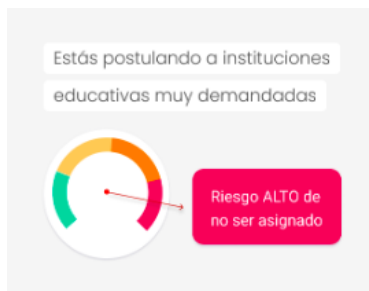 Estás postulando a instituciones
educativas muy demandadas
Riesgo ALTO de
no ser asignado